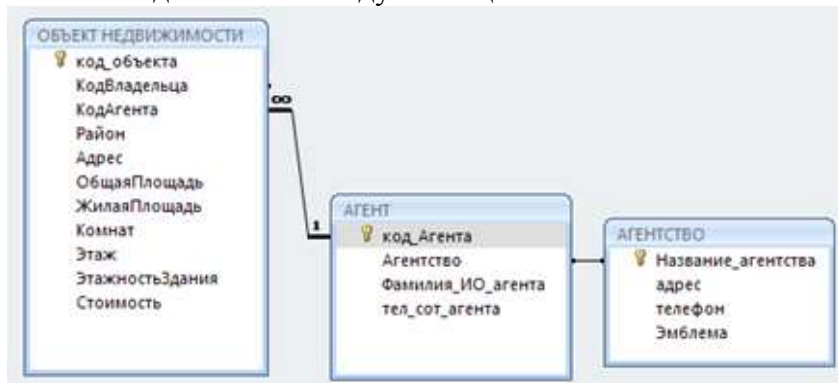 ОБЪЕКТ НЕДВИЖИМОСТИ
код_объекта
КодВладельца
КодАгента
Район
Адрес
ОбщаяПлощадь
ЖилаяПлощадь
Комнат
Этаж
ЭтажностьЗдания
Стоимость
∞
1
АГЕНТ
код_Агента
Агентство
Фамилия_ИО_агента
тел_сот_агента
АГЕНТСТВО
Название_агентства
адрес
телефон
Эмблема